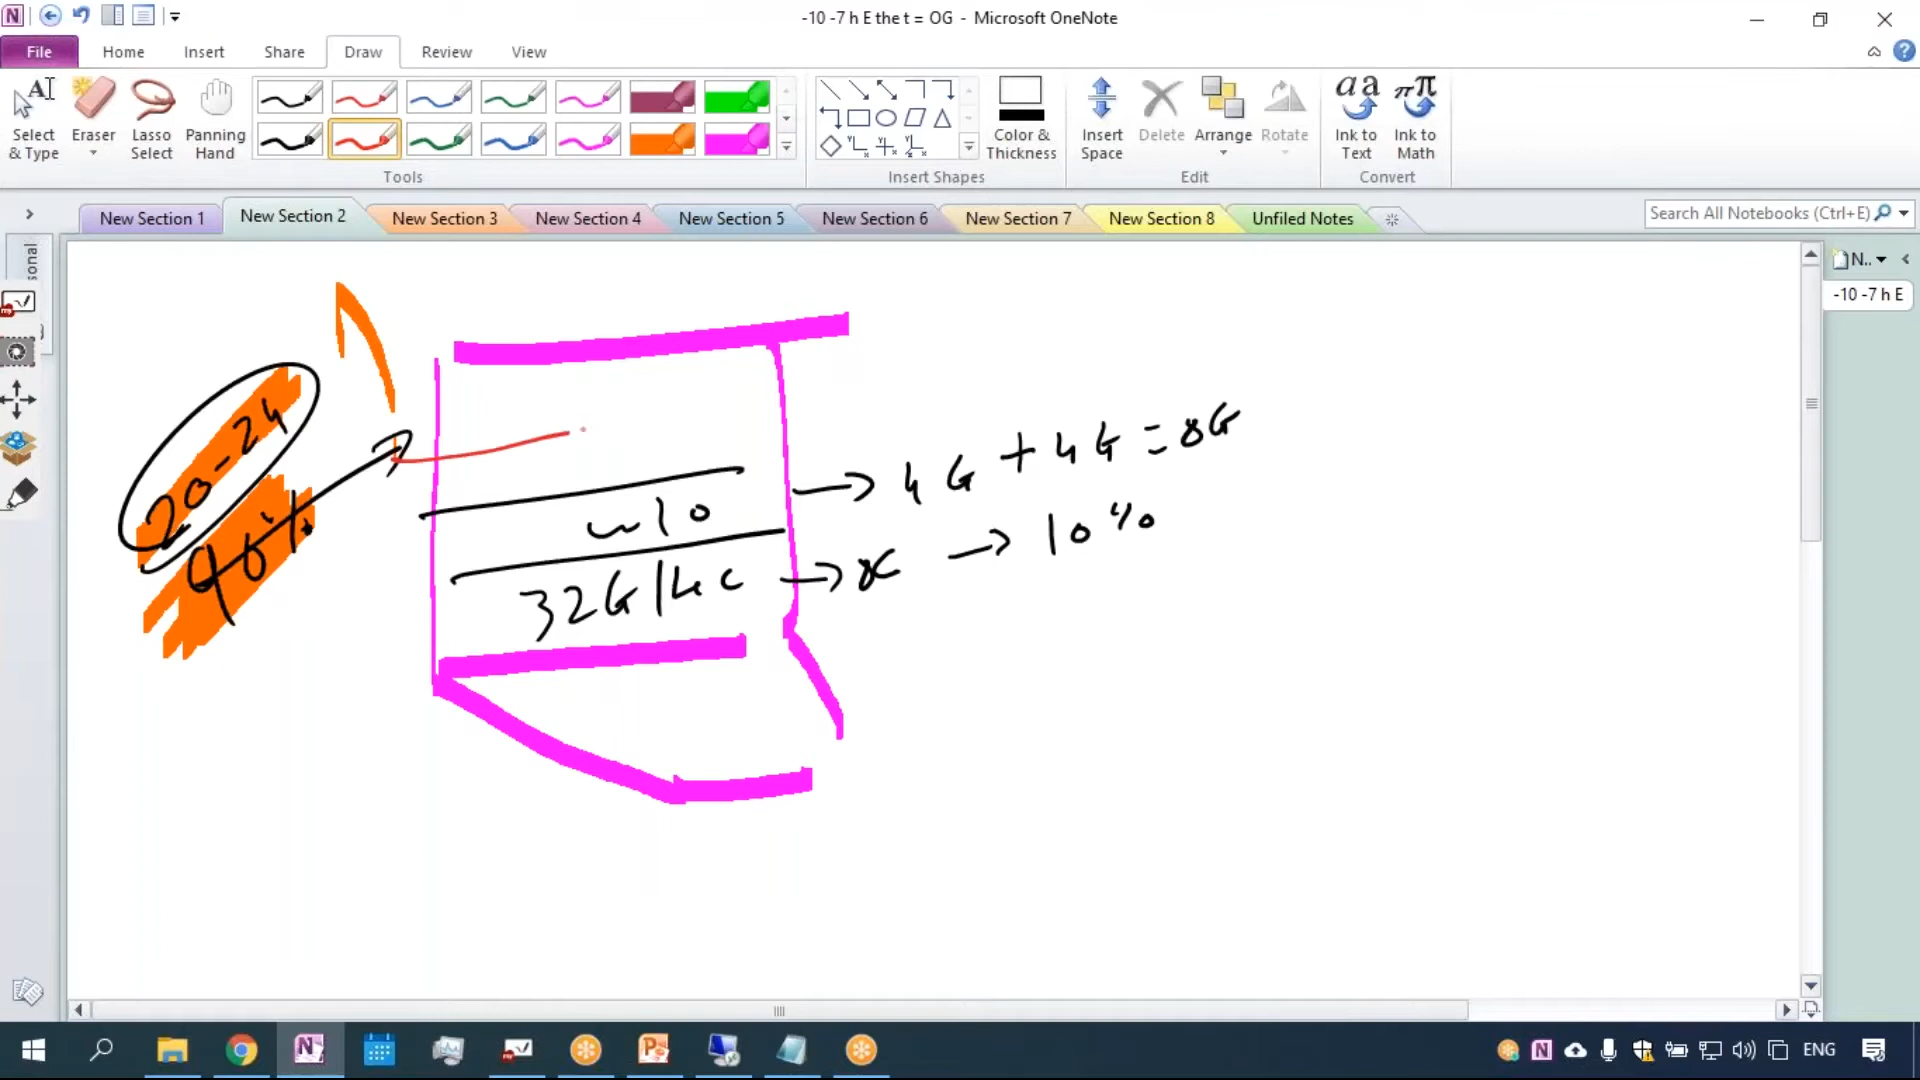 -10 -7 h E the t = OG - Microsoft OneNote
File Home Insert Share Draw Review View
Select & Type
Eraser
Lasso Select
Panning Hand
Color & Thickness
Insert Space
Delete
Arrange
Rotate
Ink to Text
Ink to Math
Tools
Insert Shapes
Edit
Convert
New Section 1 New Section 2 New Section 3 New Section 4 New Section 5 New Section 6 New Section 7 New Section 8 Unfiled Notes
Search All Notebooks (Ctrl+E)
N..
-10 -7 h E
sonal
20-24
90%
W10
→ 4G + 4G = 8G
32G/4C → 8C → 10%
ENG